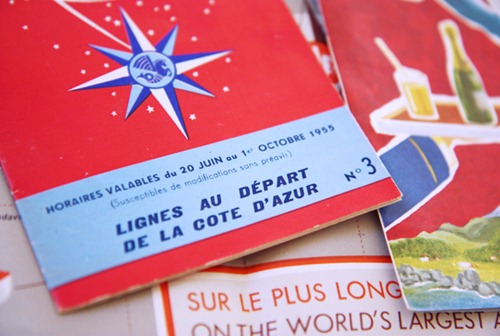 HORAIRES VALABLES du 20 JUIN au 1er OCTOBRE 1955
(Susceptibles de modifications sans préavis)
LIGNES AU DÉPART
DE LA COTE D'AZUR
N° 3
SUR LE PLUS LONG
ON THE WORLD'S LARGEST A